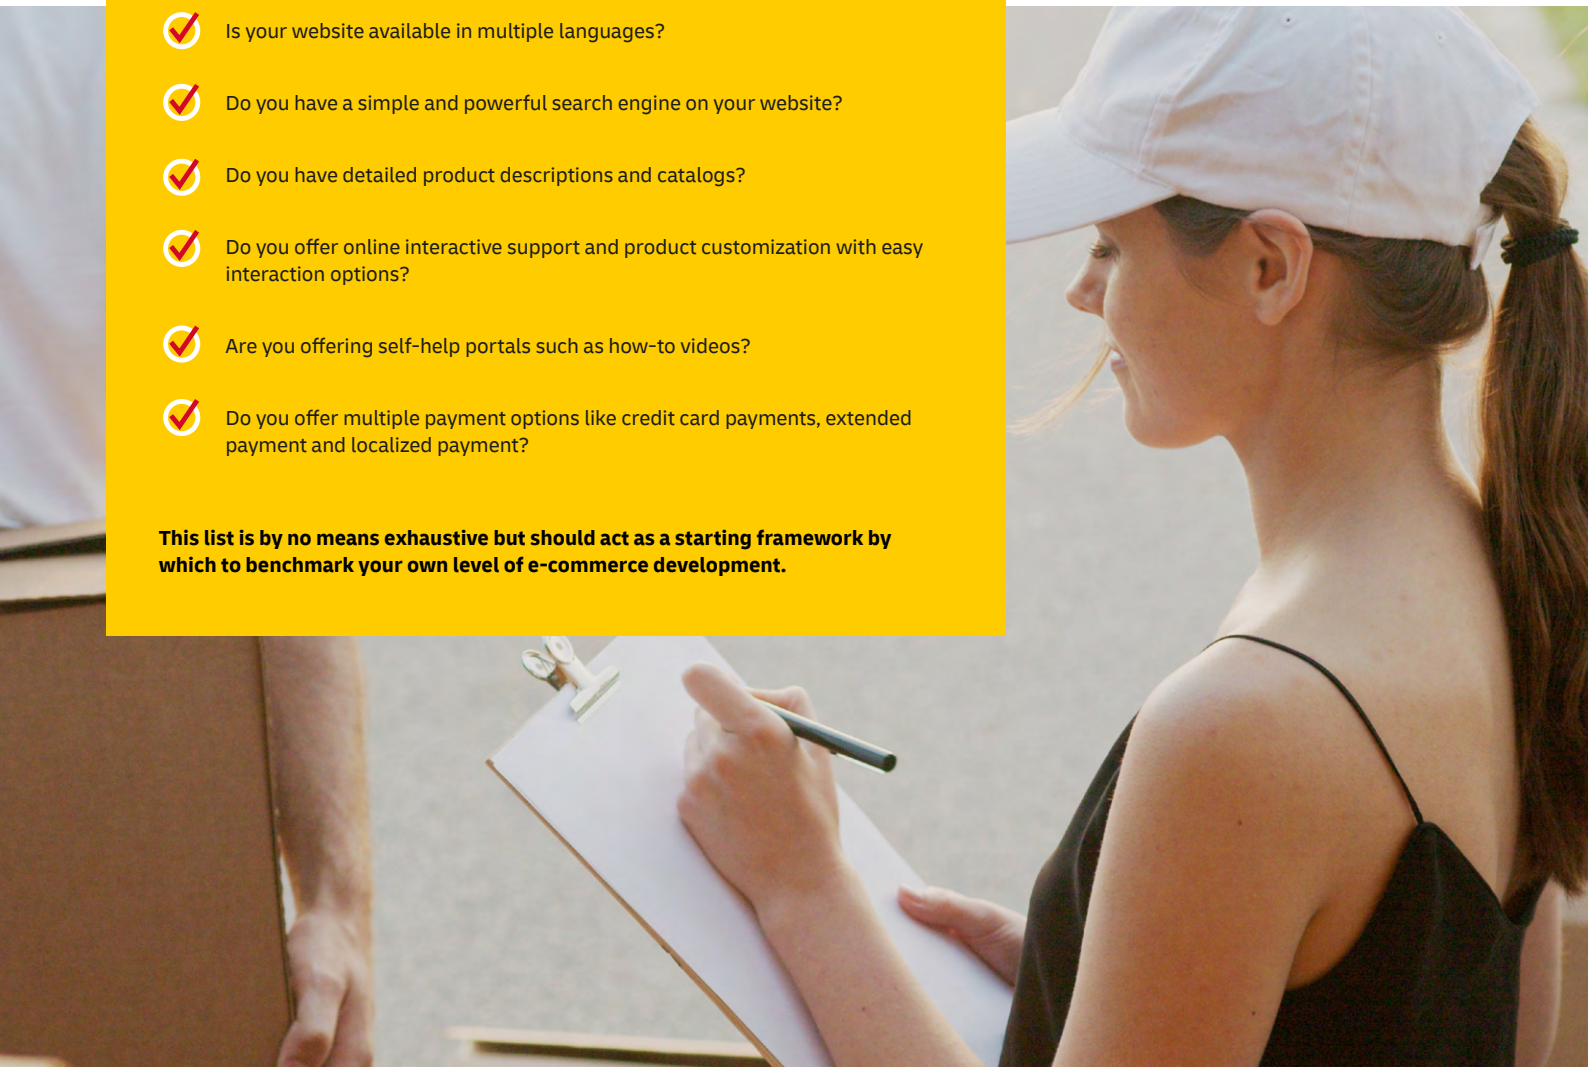 Is your website available in multiple languages?
Do you have a simple and powerful search engine on your website?
Do you have detailed product descriptions and catalogs?
Do you offer online interactive support and product customization with easy
interaction options?
Are you offering self-help portals such as how-to videos?
Do you offer multiple payment options like credit card payments, extended
payment and localized payment?
This list is by no means exhaustive but should act as a starting framework by
which to benchmark your own level of e-commerce development.